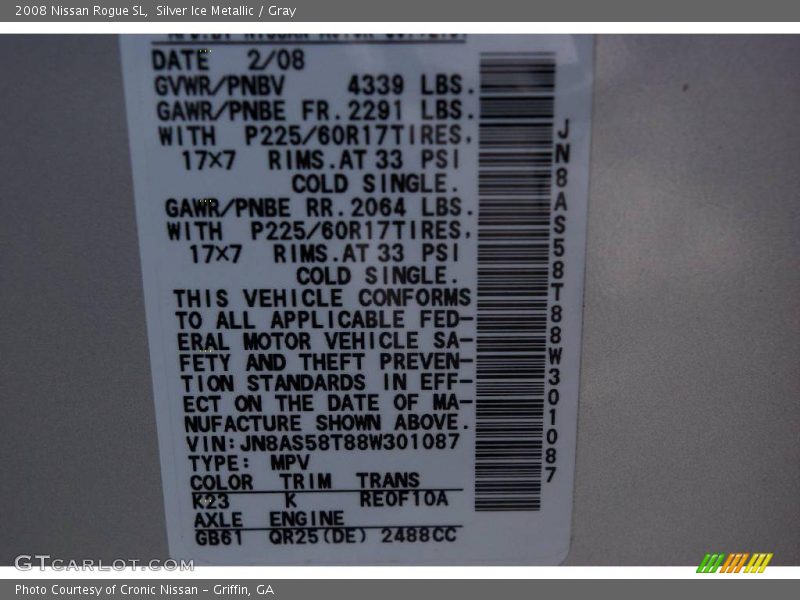 2008 Nissan Rogue SL, Silver Ice Metallic / Gray
DATE 2/08
GVWR/PNBV 4339 LBS.
GAWR/PNBE FR.2291 LBS.
WITH P225/60R17TIRES,
17×7 RIMS.AT 33 PSI
COLD SINGLE.
GAWR/PNBE RR.2064 LBS.
WITH P225/60R17TIRES,
17×7 RIMS.AT 33 PSI
COLD SINGLE.
THIS VEHICLE CONFORMS
TO ALL APPLICABLE FED-
ERAL MOTOR VEHICLE SA-
FETY AND THEFT PREVEN-
TION STANDARDS IN EFF-
ECT ON THE DATE OF MA-
NUFACTURE SHOWN ABOVE.
VIN:JN8AS58T88W301087
TYPE: MPV
COLOR TRIM TRANS
K23 K RE0F10A
AXLE ENGINE
GB61 QR25(DE) 2488CC
JN8AS58T88W301087
GTCARLOT.COM
Photo Courtesy of Cronic Nissan - Griffin, GA